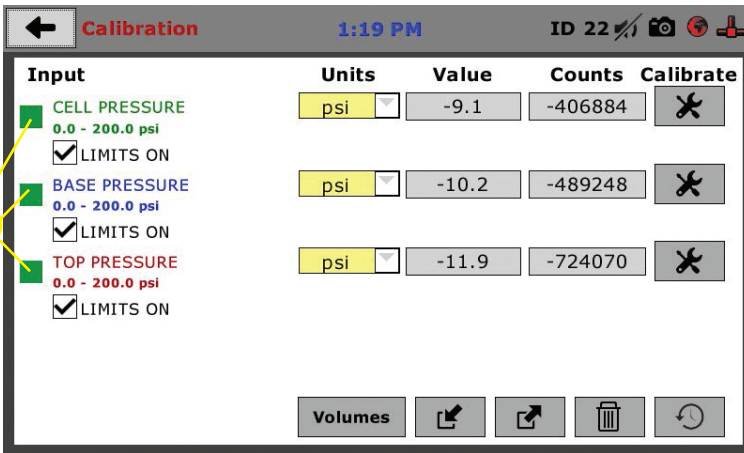 Calibration 1:19 PM ID 22
Input Units Value Counts Calibrate
CELL PRESSURE psi -9.1 -406884
0.0 - 200.0 psi
LIMITS ON
BASE PRESSURE psi -10.2 -489248
0.0 - 200.0 psi
LIMITS ON
TOP PRESSURE psi -11.9 -724070
0.0 - 200.0 psi
LIMITS ON
Volumes